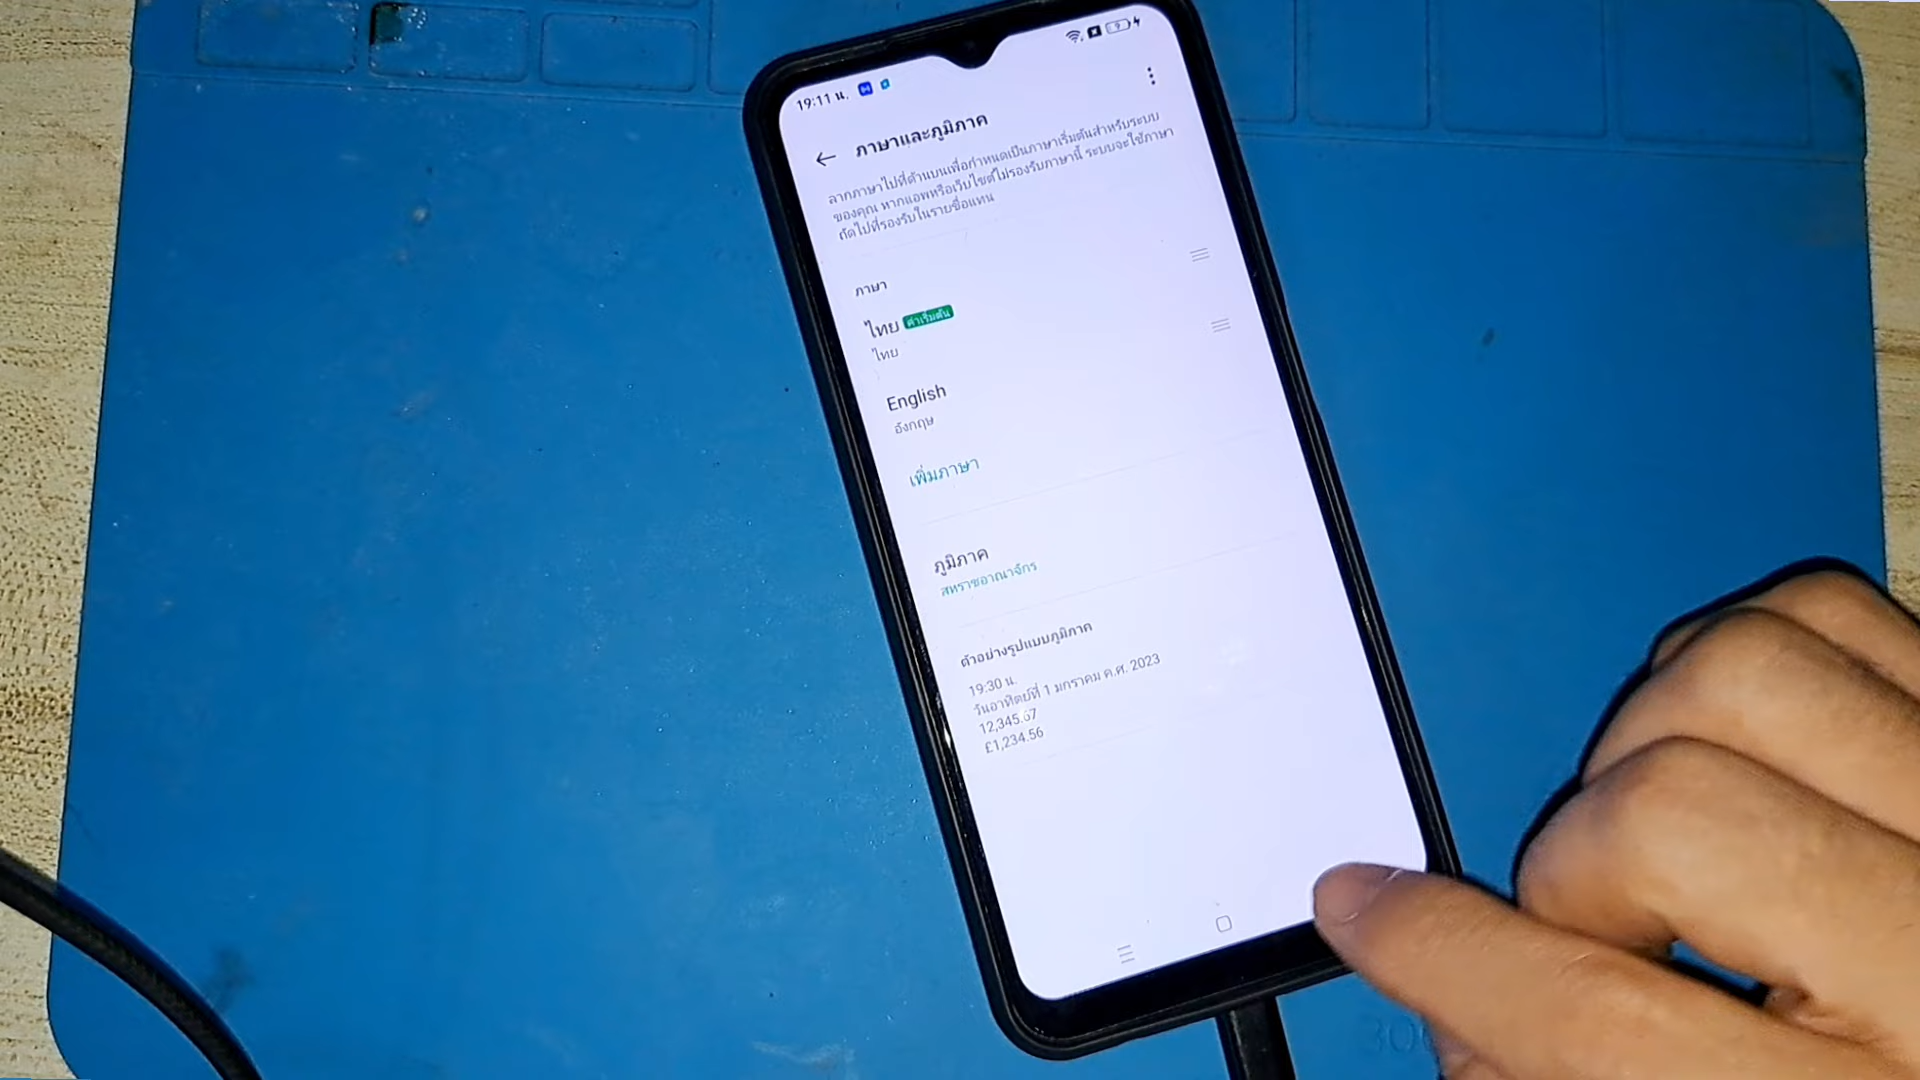 19:11 น.
9
ภาษาและภูมิภาค
ลากภาษาไปที่ด้านบนเพื่อกำหนดเป็นภาษาเริ่มต้นสำหรับระบบ
ของคุณ หากแอพหรือเว็บไซต์ไม่รองรับภาษานี้ ระบบจะใช้ภาษา
ถัดไปที่รองรับในรายชื่อแทน
ภาษา
ไทย ค่าเริ่มต้น
ไทย
English
อังกฤษ
เพิ่มภาษา
ภูมิภาค
สหราชอาณาจักร
ตัวอย่างรูปแบบภูมิภาค
19:30 น.
วันอาทิตย์ที่ 1 มกราคม ค.ศ. 2023
12,345.67
£1,234.56